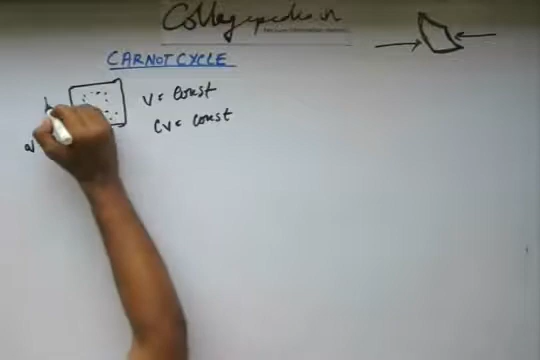 Collegepedia.in
CARNOT CYCLE
V = Const
CV = Const